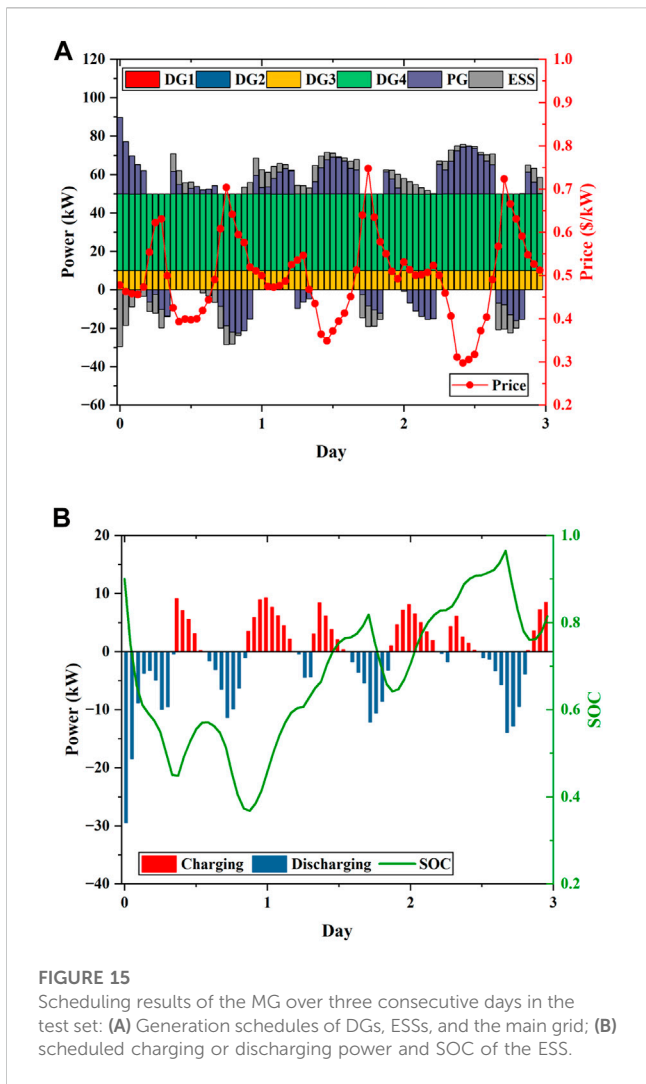 A
DG1 DG2 DG3 DG4 PG ESS
120
100
80
60
40
20
0
−20
−40
−60
Power (kW)
1.0
0.9
0.8
0.7
0.6
0.5
0.4
0.3
0.2
Price ($/kW)
Price
0 1 2 3
Day
B
20
10
0
−10
−20
−30
−40
Power (kW)
1.0
0.8
0.6
0.4
0.2
SOC
Charging Discharging SOC
0 1 2 3
Day
FIGURE 15
Scheduling results of the MG over three consecutive days in the
test set: (A) Generation schedules of DGs, ESSs, and the main grid; (B)
scheduled charging or discharging power and SOC of the ESS.